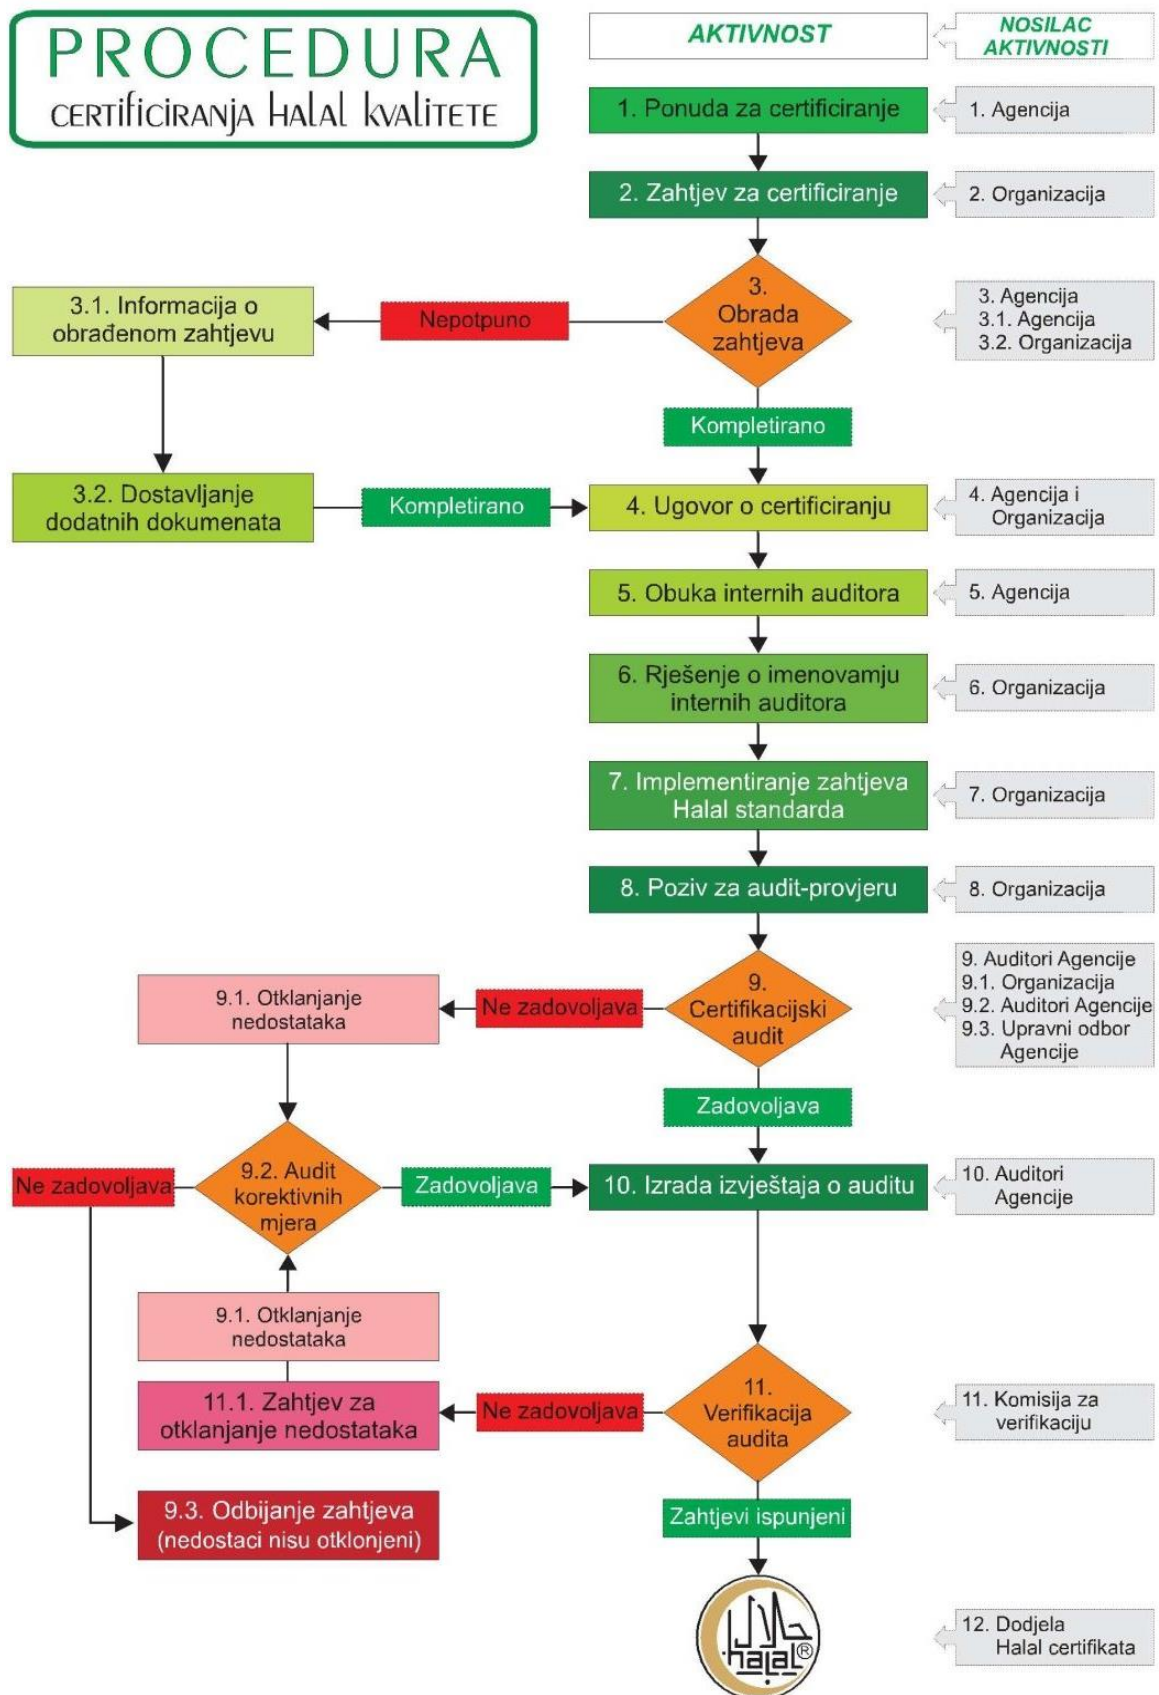 PROCEDURA
CERTIFICIRANJA HALAL KVALITETE
AKTIVNOST
NOSILAC
AKTIVNOSTI
1. Ponuda za certificiranje
1. Agencija
2. Zahtjev za certificiranje
2. Organizacija
3.
Obrada
zahtjeva
Nepotpuno
3.1. Informacija o
obrađenom zahtjevu
3. Agencija
3.1. Agencija
3.2. Organizacija
Kompletirano
3.2. Dostavljanje
dodatnih dokumenata
Kompletirano
4. Ugovor o certificiranju
4. Agencija i
Organizacija
5. Obuka internih auditora
5. Agencija
6. Rješenje o imenovamju
internih auditora
6. Organizacija
7. Implementiranje zahtjeva
Halal standarda
7. Organizacija
8. Poziv za audit-provjeru
8. Organizacija
9.
Certifikacijski
audit
Ne zadovoljava
9.1. Otklanjanje
nedostataka
9. Auditori Agencije
9.1. Organizacija
9.2. Auditori Agencije
9.3. Upravni odbor
Agencije
Zadovoljava
Ne zadovoljava
9.2. Audit
korektivnih
mjera
Zadovoljava
10. Izrada izvještaja o auditu
10. Auditori
Agencije
9.1. Otklanjanje
nedostataka
11.1. Zahtjev za
otklanjanje nedostataka
Ne zadovoljava
11.
Verifikacija
audita
11. Komisija za
verifikaciju
9.3. Odbijanje zahtjeva
(nedostaci nisu otklonjeni)
Zahtjevi ispunjeni
حلال
halal®
12. Dodjela
Halal certifikata